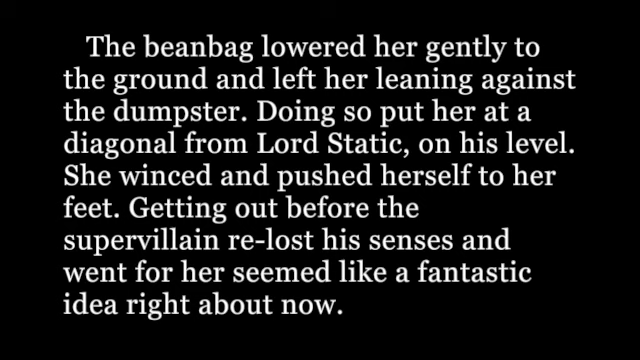 The beanbag lowered her gently to
the ground and left her leaning against
the dumpster. Doing so put her at a
diagonal from Lord Static, on his level.
She winced and pushed herself to her
feet. Getting out before the
supervillain re-lost his senses and
went for her seemed like a fantastic
idea right about now.